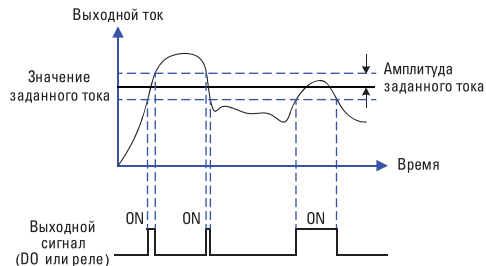 Выходной ток
Значение
заданного тока
Амплитуда
заданного тока
Время
ON
ON
ON
Выходной
сигнал
(DO или реле)